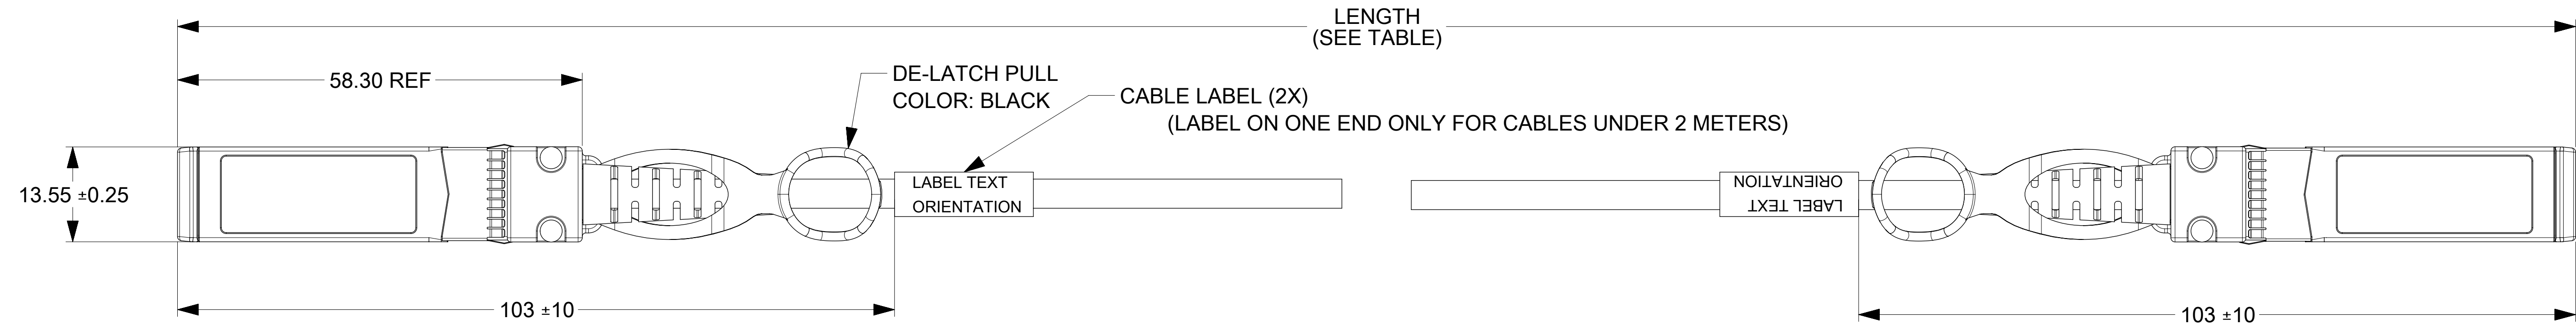 LENGTH
(SEE TABLE)
58.30 REF
DE-LATCH PULL
COLOR: BLACK
CABLE LABEL (2X)
(LABEL ON ONE END ONLY FOR CABLES UNDER 2 METERS)
13.55 ±0.25
LABEL TEXT
ORIENTATION
LABEL TEXT
ORIENTATION
103 ±10
103 ±10